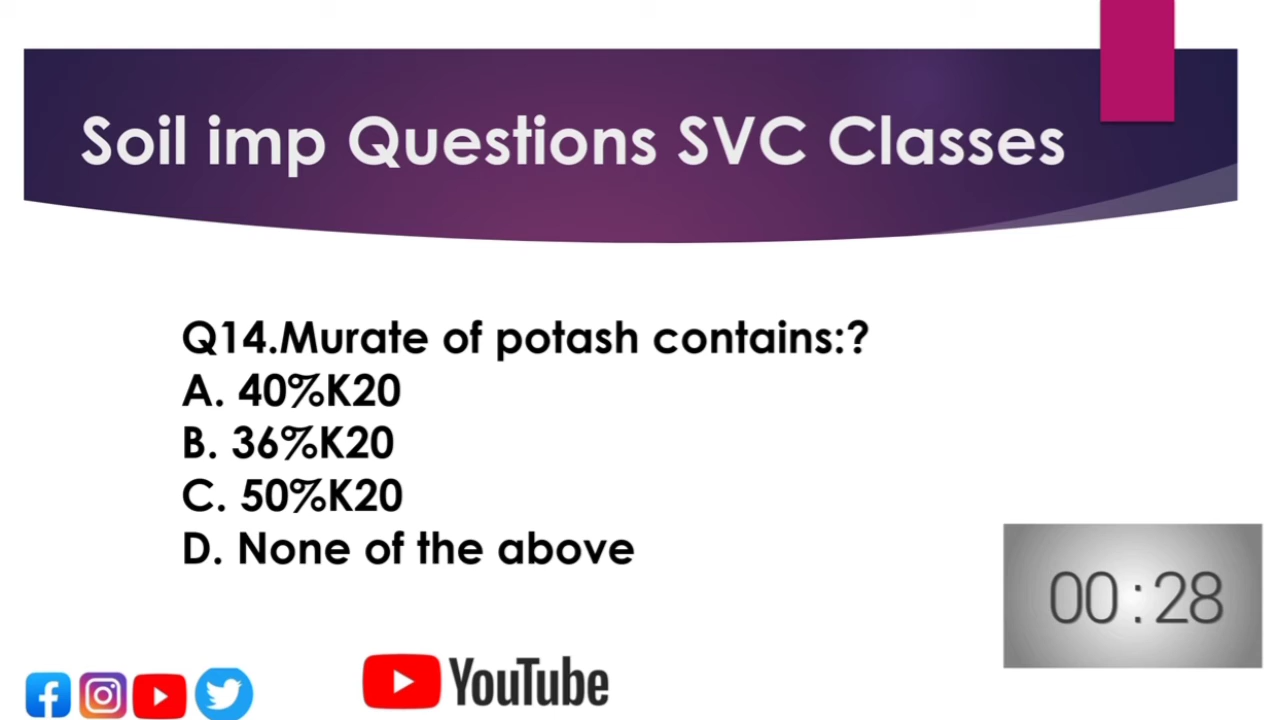 Soil imp Questions SVC Classes
Q14.Murate of potash contains:?
A. 40%K20
B. 36%K20
C. 50%K20
D. None of the above
00:28
YouTube